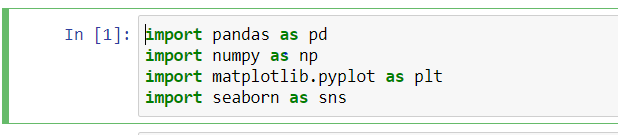 In [1]: import pandas as pd
import numpy as np
import matplotlib.pyplot as plt
import seaborn as sns